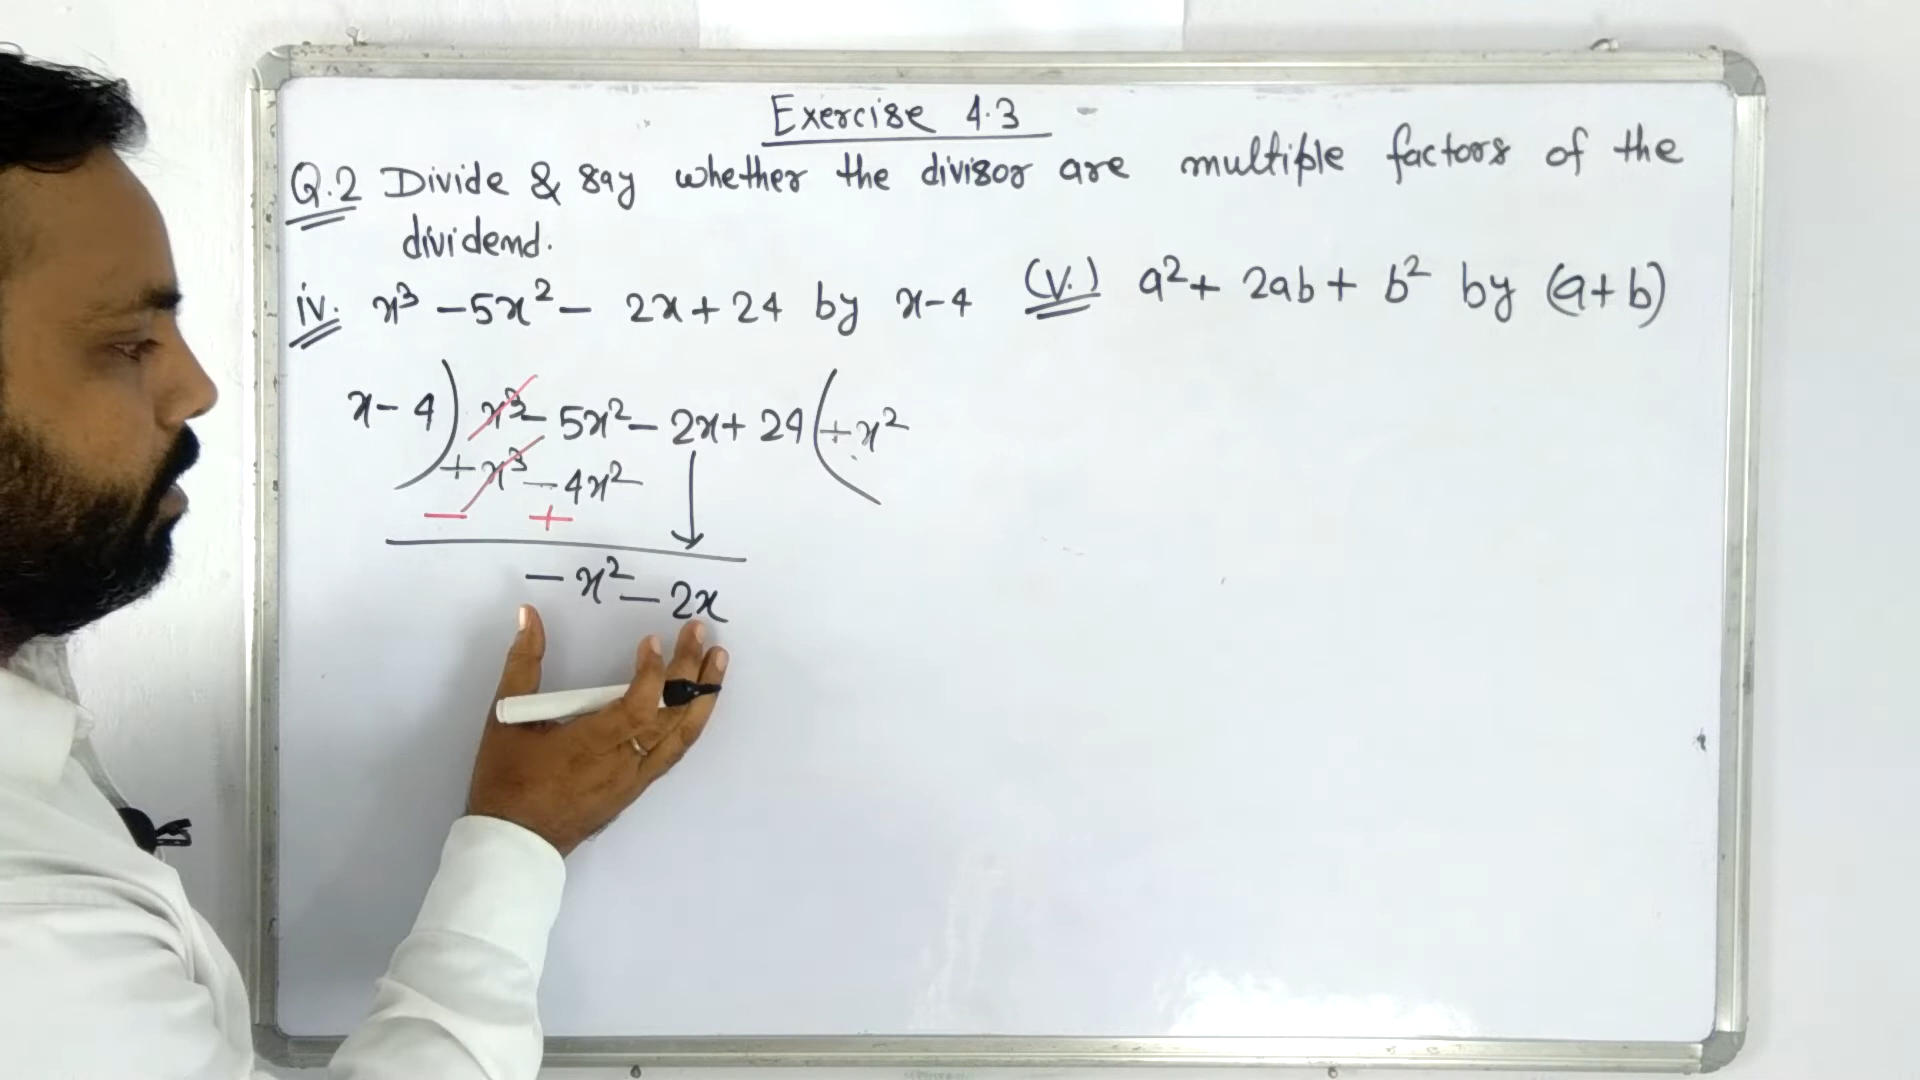 Exercise 4.3
Q.2 Divide & say whether the divisor are multiple factors of the
dividend.
iv. x³ - 5x² - 2x + 24 by x - 4
(v.) a² + 2ab + b² by (a + b)
x - 4 ) x³ - 5x² - 2x + 24 ( + x²
+ x³ - 4x²
- +
- x² - 2x